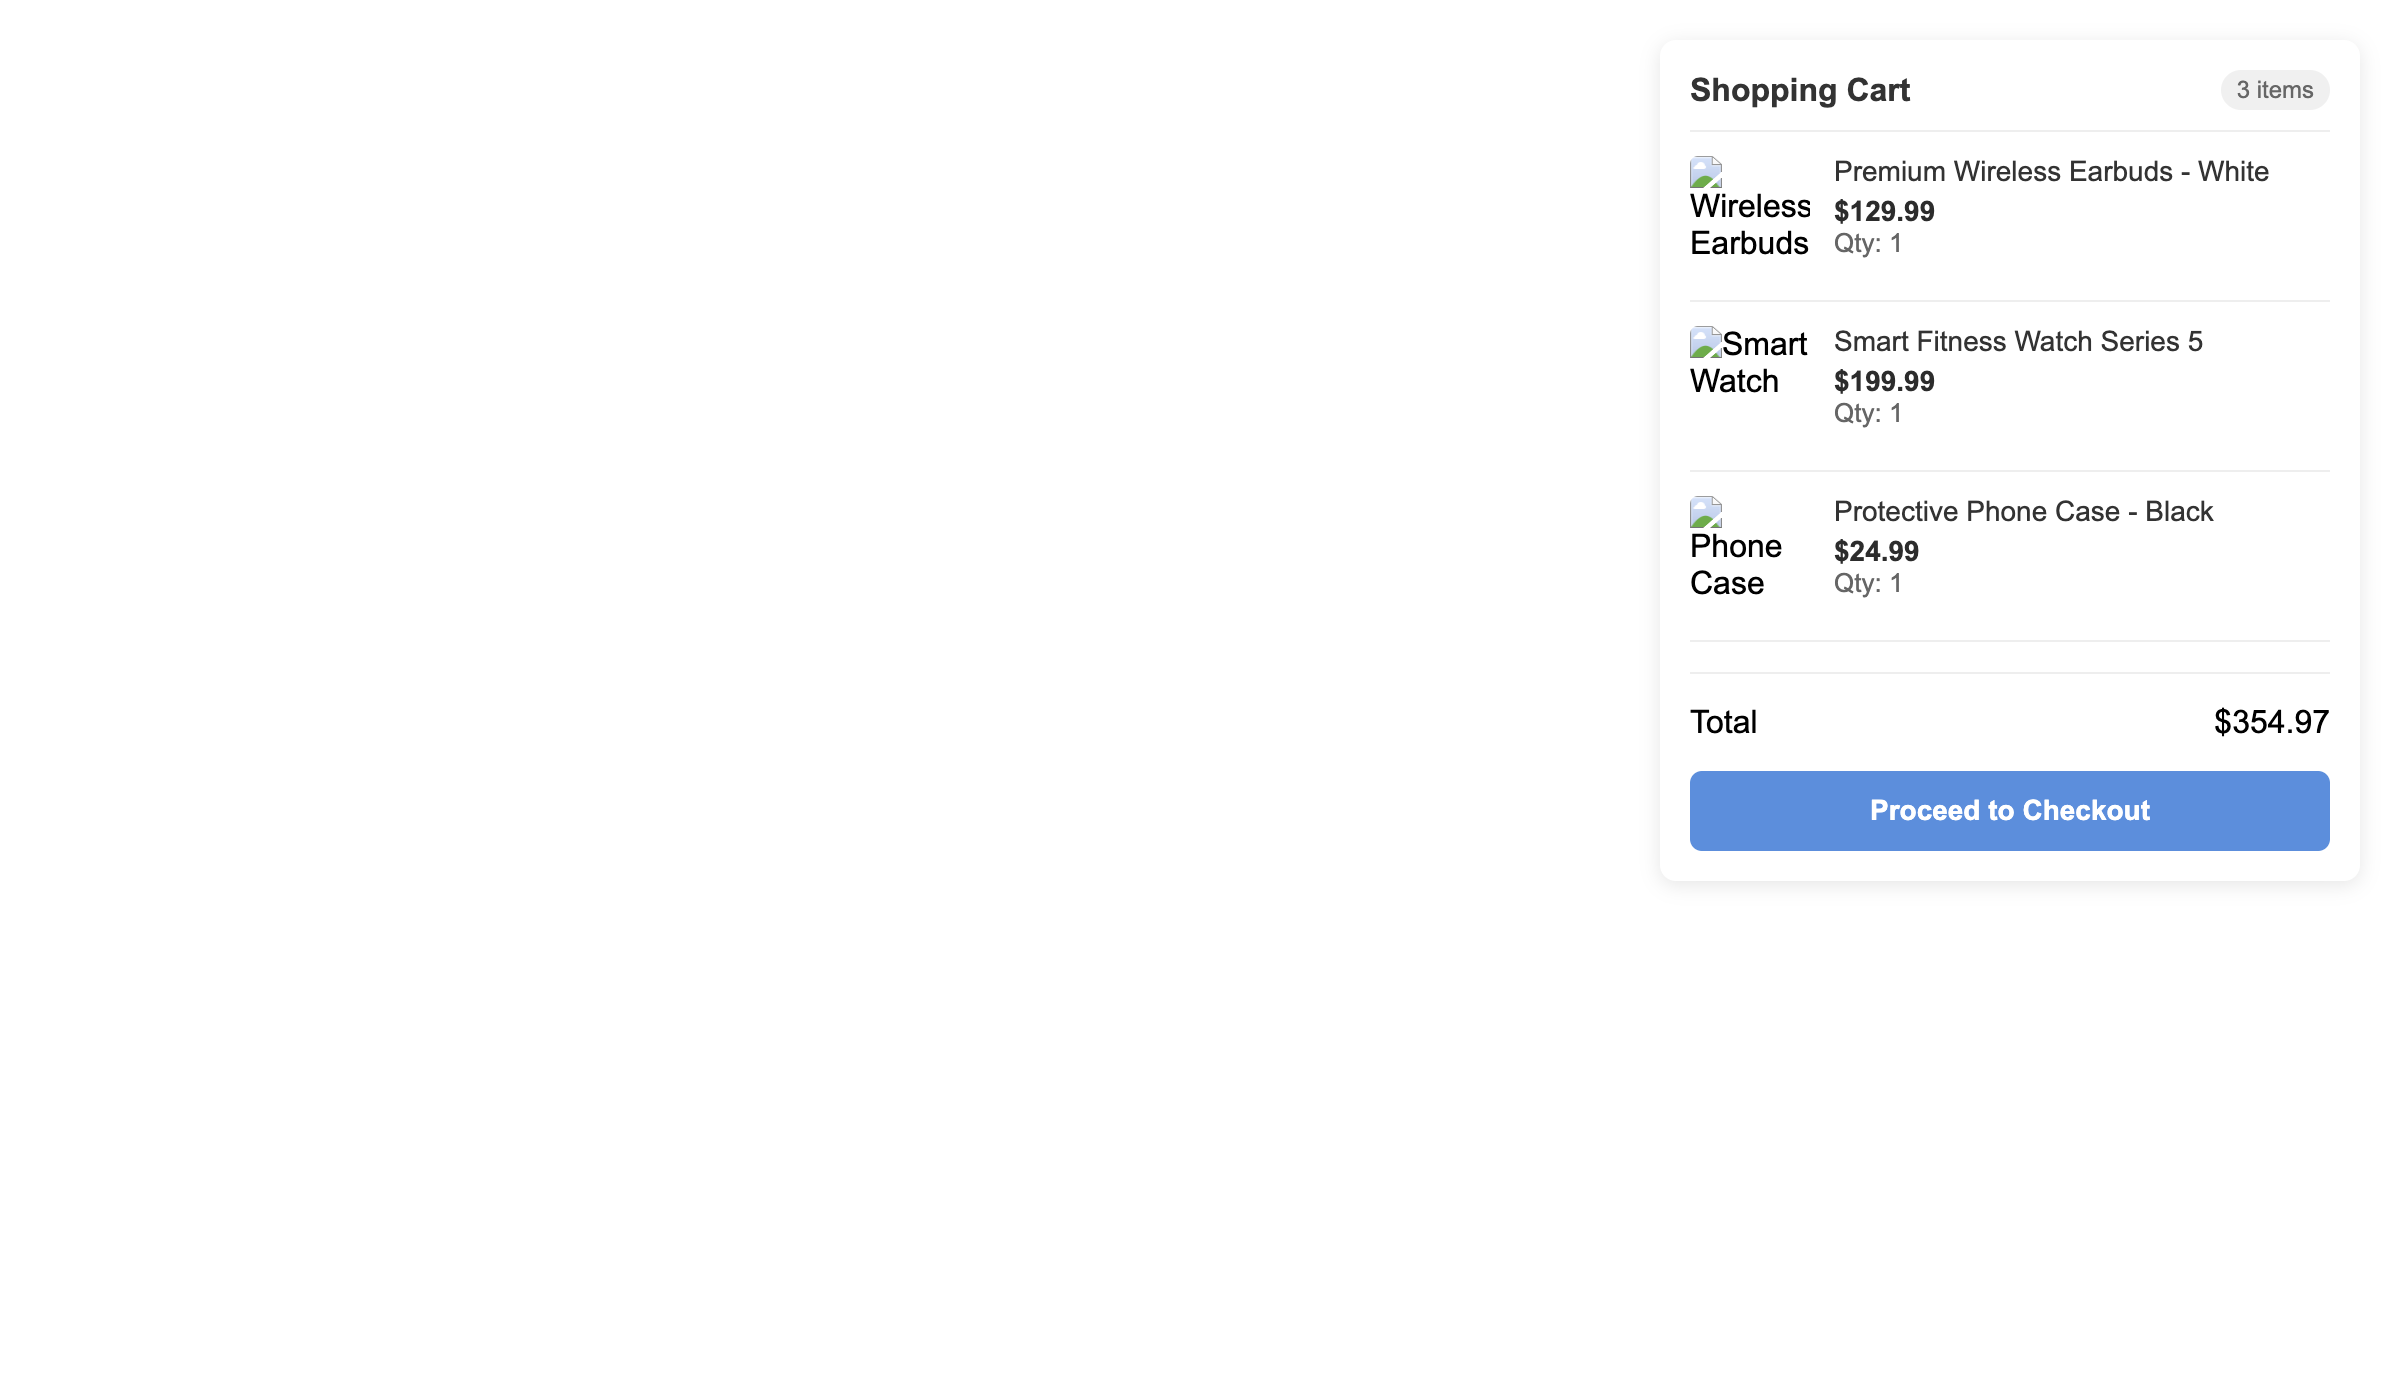 Shopping Cart
3 items
Wireless
Earbuds
Premium Wireless Earbuds - White
$129.99
Qty: 1
Smart
Watch
Smart Fitness Watch Series 5
$199.99
Qty: 1
Phone
Case
Protective Phone Case - Black
$24.99
Qty: 1
Total
$354.97
Proceed to Checkout